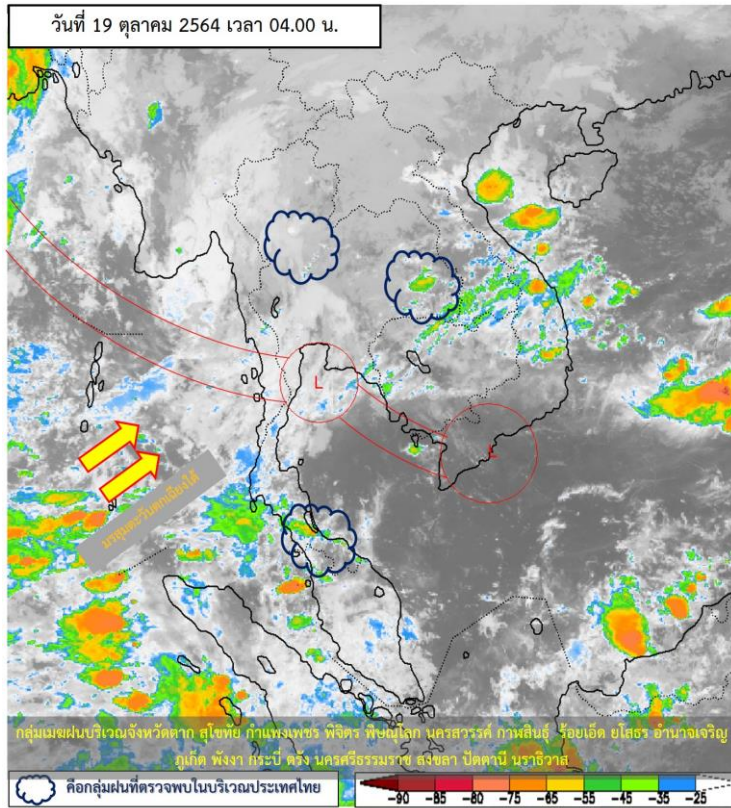 วันที่ 19 ตุลาคม 2564 เวลา 04.00 น.
L
L
มรสุมตะวันตกเฉียงใต้
กลุ่มเมฆฝนบริเวณจังหวัดตาก สุโขทัย กำแพงเพชร พิจิตร พิษณุโลก นครสวรรค์ กาฬสินธุ์ ร้อยเอ็ด ยโสธร อำนาจเจริญ
ภูเก็ต พังงา กระบี่ ตรัง นครศรีธรรมราช สงขลา ปัตตานี นราธิวาส
คือกลุ่มฝนที่ตรวจพบในบริเวณประเทศไทย
-90 -85 -75 -65 -55 -45 -35 -25